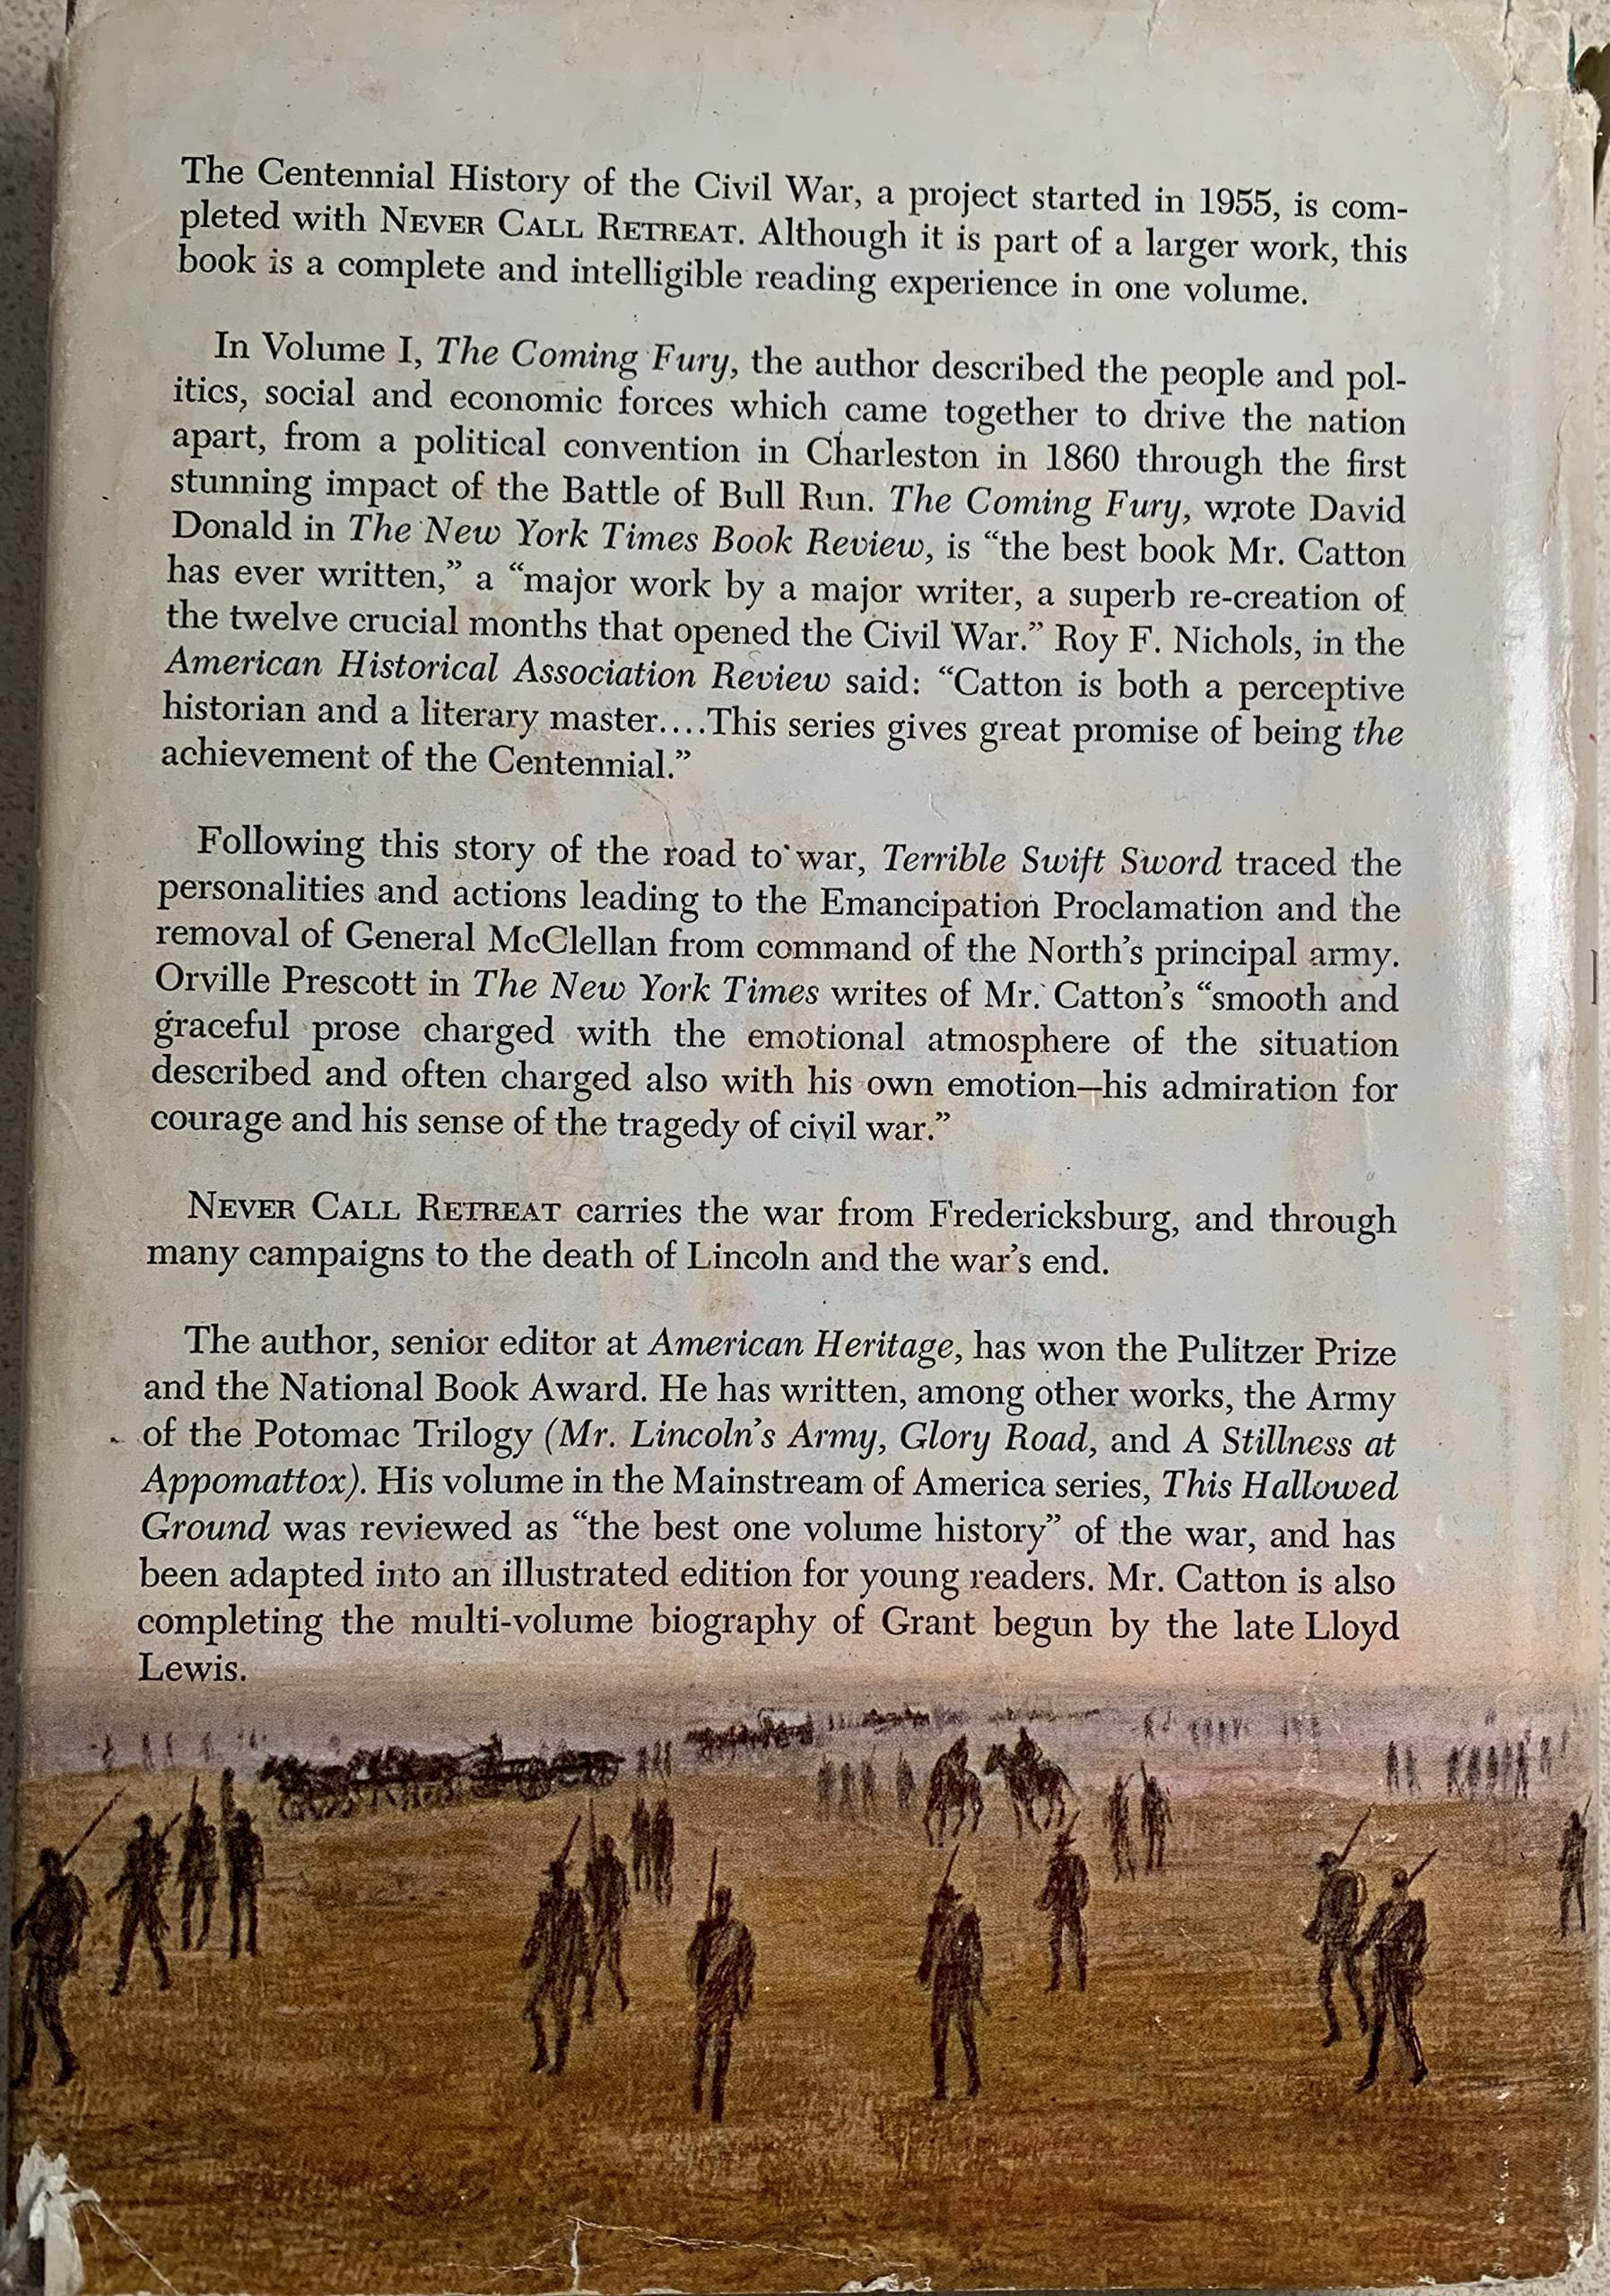 The Centennial History of the Civil War, a project started in 1955, is com-
pleted with NEVER CALL RETREAT. Although it is part of a larger work, this
book is a complete and intelligible reading experience in one volume.
In Volume I, The Coming Fury, the author described the people and pol-
itics, social and economic forces which came together to drive the nation
apart, from a political convention in Charleston in 1860 through the first
stunning impact of the Battle of Bull Run. The Coming Fury, wrote David
Donald in The New York Times Book Review, is “the best book Mr. Catton
has ever written,” a “major work by a major writer, a superb re-creation of
the twelve crucial months that opened the Civil War.” Roy F. Nichols, in the
American Historical Association Review said: “Catton is both a perceptive
historian and a literary master....This series gives great promise of being the
achievement of the Centennial.”
Following this story of the road to war, Terrible Swift Sword traced the
personalities and actions leading to the Emancipation Proclamation and the
removal of General McClellan from command of the North’s principal army.
Orville Prescott in The New York Times writes of Mr. Catton’s “smooth and
graceful prose charged with the emotional atmosphere of the situation
described and often charged also with his own emotion—his admiration for
courage and his sense of the tragedy of civil war.”
NEVER CALL RETREAT carries the war from Fredericksburg, and through
many campaigns to the death of Lincoln and the war’s end.
The author, senior editor at American Heritage, has won the Pulitzer Prize
and the National Book Award. He has written, among other works, the Army
of the Potomac Trilogy (Mr. Lincoln’s Army, Glory Road, and A Stillness at
Appomattox). His volume in the Mainstream of America series, This Hallowed
Ground was reviewed as “the best one volume history” of the war, and has
been adapted into an illustrated edition for young readers. Mr. Catton is also
completing the multi-volume biography of Grant begun by the late Lloyd
Lewis.